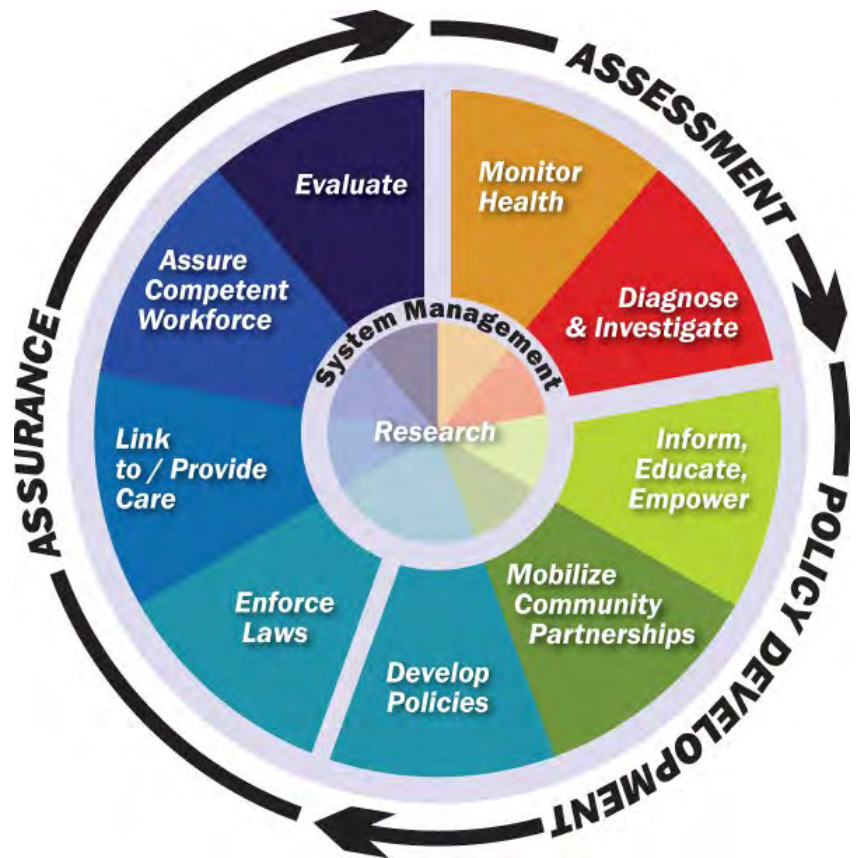 ASSESSMENT
Monitor
Health
Diagnose
& Investigate
Inform,
Educate,
Empower
POLICY DEVELOPMENT
Mobilize
Community
Partnerships
Develop
Policies
ASSURANCE
Enforce
Laws
Link
to / Provide
Care
Assure
Competent
Workforce
Evaluate
System Management
Research